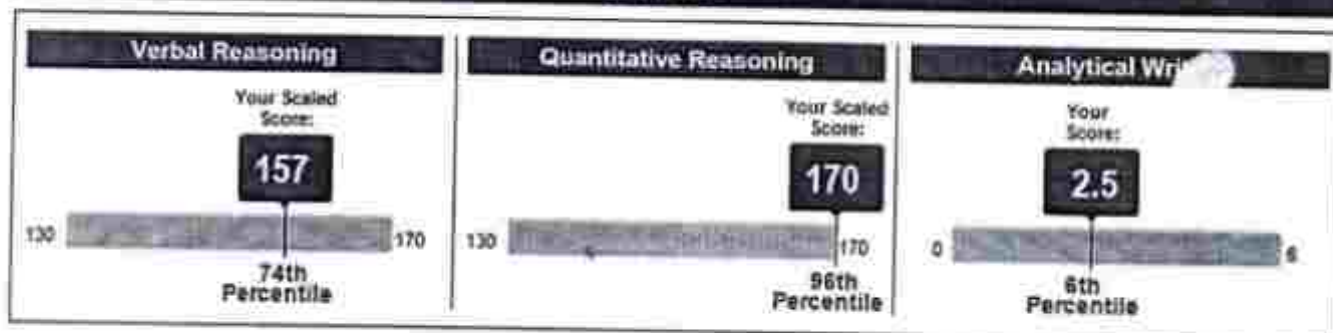 Verbal Reasoning
Your Scaled
Score:
157
130
170
74th
Percentile
Quantitative Reasoning
Your Scaled
Score:
170
130
170
96th
Percentile
Analytical Wri
Your
Score:
2.5
0
6
6th
Percentile